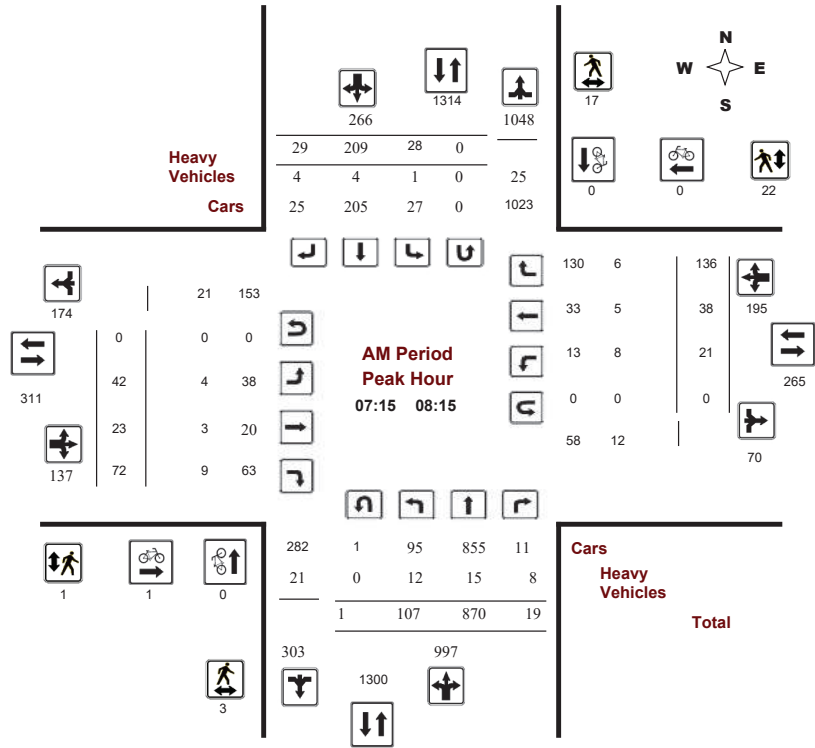 N
W E
S
1314
17
266 1048
29 209 28 0
Heavy
Vehicles 4 4 1 0 25
Cars 25 205 27 0 1023
0 0 22
174 21 153
130 6 136
195
0 0 0
33 5 38
311
AM Period
Peak Hour
07:15 08:15
42 4 38
13 8 21
265
23 3 20
0 0 0
137 72 9 63
58 12
70
282 1 95 855 11 Cars
21 0 12 15 8 Heavy
Vehicles
1 1 0
1 107 870 19 Total
303 1300 997
3